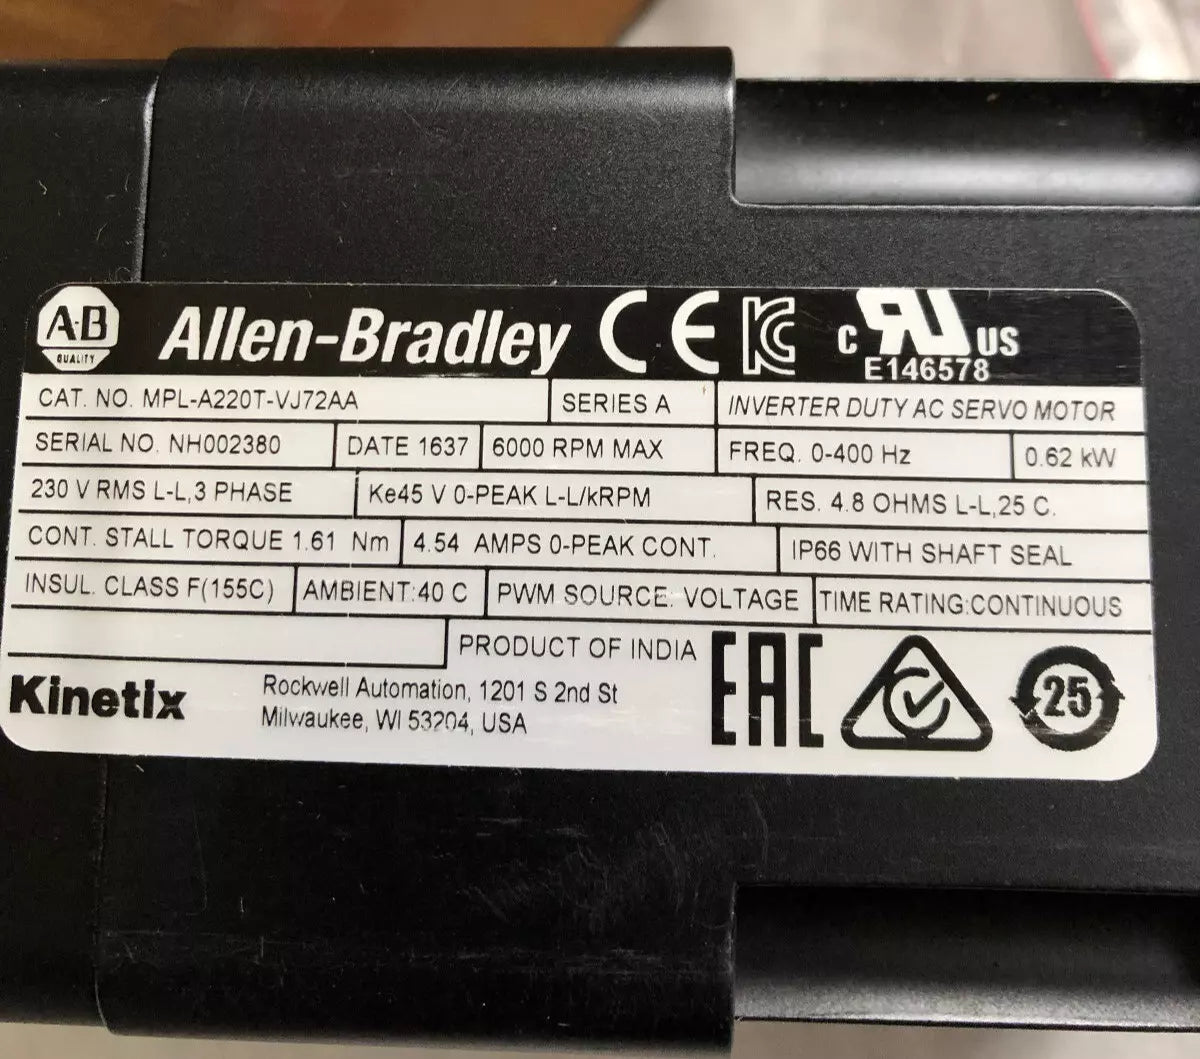 A·B QUALITY Allen-Bradley CE KC c RU US
E146578
CAT. NO. MPL-A220T-VJ72AA SERIES A INVERTER DUTY AC SERVO MOTOR
SERIAL NO. NH002380 DATE 1637 6000 RPM MAX FREQ. 0-400 Hz 0.62 kW
230 V RMS L-L,3 PHASE Ke45 V 0-PEAK L-L/kRPM RES. 4.8 OHMS L-L,25 C.
CONT. STALL TORQUE 1.61 Nm 4.54 AMPS 0-PEAK CONT. IP66 WITH SHAFT SEAL
INSUL. CLASS F(155C) AMBIENT:40 C PWM SOURCE. VOLTAGE TIME RATING:CONTINUOUS
PRODUCT OF INDIA EAC 25
Kinetix Rockwell Automation, 1201 S 2nd St
Milwaukee, WI 53204, USA